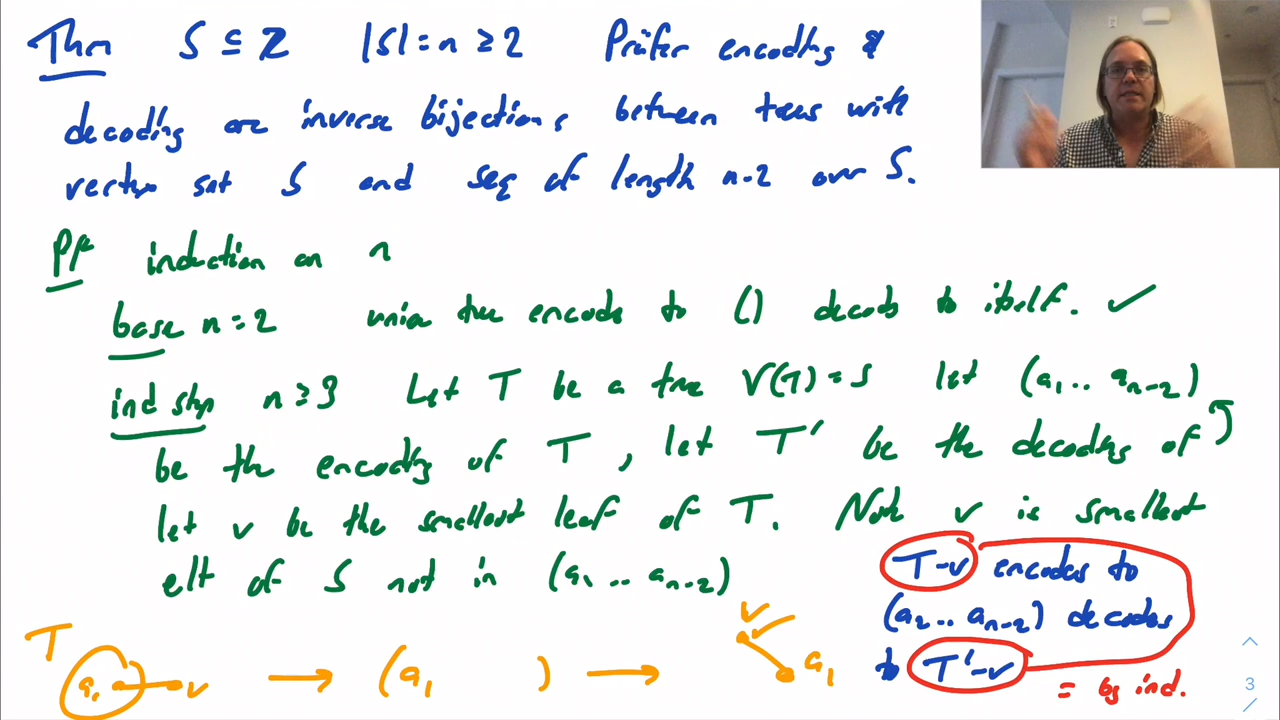 Thm S ⊆ Z |S| = n ≥ 2 Prüfer encoding &
decoding are inverse bijections between trees with
vertex set S and seq of length n-2 over S.
Pf induction on n
base n = 2 unique tree encodes to () decodes to itself. ✓
ind step n ≥ 3 Let T be a tree V(T) = S let (a₁ .. aₙ₋₂)
be the encoding of T, let T' be the decoding of
let v be the smallest leaf of T. Note v is smallest
elt of S not in (a₁ .. aₙ₋₂)
T-v encodes to
(a₂ .. aₙ₋₂) decodes
to T'-v
= by ind.
T
a₁ v → (a₁ ) → v a₁
3